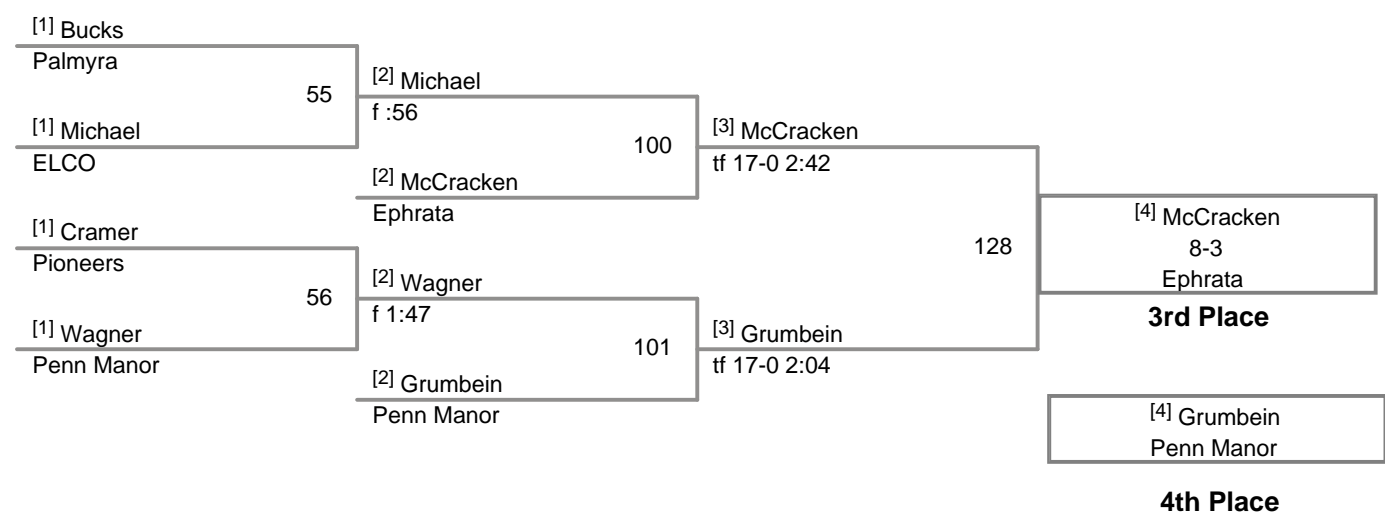 [1] Bucks
Palmyra
55
[1] Michael
ELCO
[1] Cramer
Pioneers
56
[1] Wagner
Penn Manor
[2] Michael
f :56
100
[2] McCracken
Ephrata
[2] Wagner
f 1:47
101
[2] Grumbein
Penn Manor
[3] McCracken
tf 17-0 2:42
128
[3] Grumbein
tf 17-0 2:04
[4] McCracken
8-3
Ephrata
3rd Place
[4] Grumbein
Penn Manor
4th Place